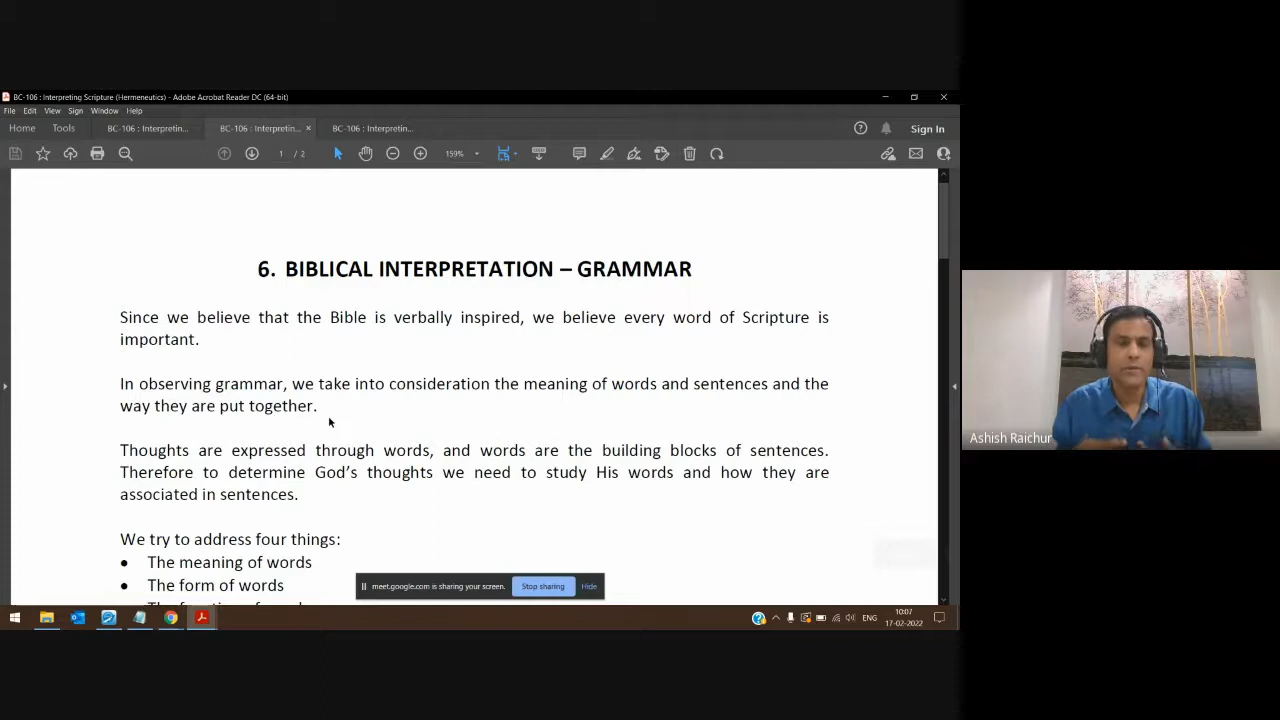 BC-106 : Interpreting Scripture (Hermeneutics) - Adobe Acrobat Reader DC (64-bit)
File Edit View Sign Window Help
Home Tools BC-106 : Interpretin... BC-106 : Interpretin... × BC-106 : Interpretin... Sign In
1 / 2 159%
6. BIBLICAL INTERPRETATION – GRAMMAR
Since we believe that the Bible is verbally inspired, we believe every word of Scripture is
important.
In observing grammar, we take into consideration the meaning of words and sentences and the
way they are put together.
Thoughts are expressed through words, and words are the building blocks of sentences.
Therefore to determine God's thoughts we need to study His words and how they are
associated in sentences.
We try to address four things:
• The meaning of words
• The form of words
meet.google.com is sharing your screen. Stop sharing Hide
ENG 10:07
17-02-2022
Ashish Raichur